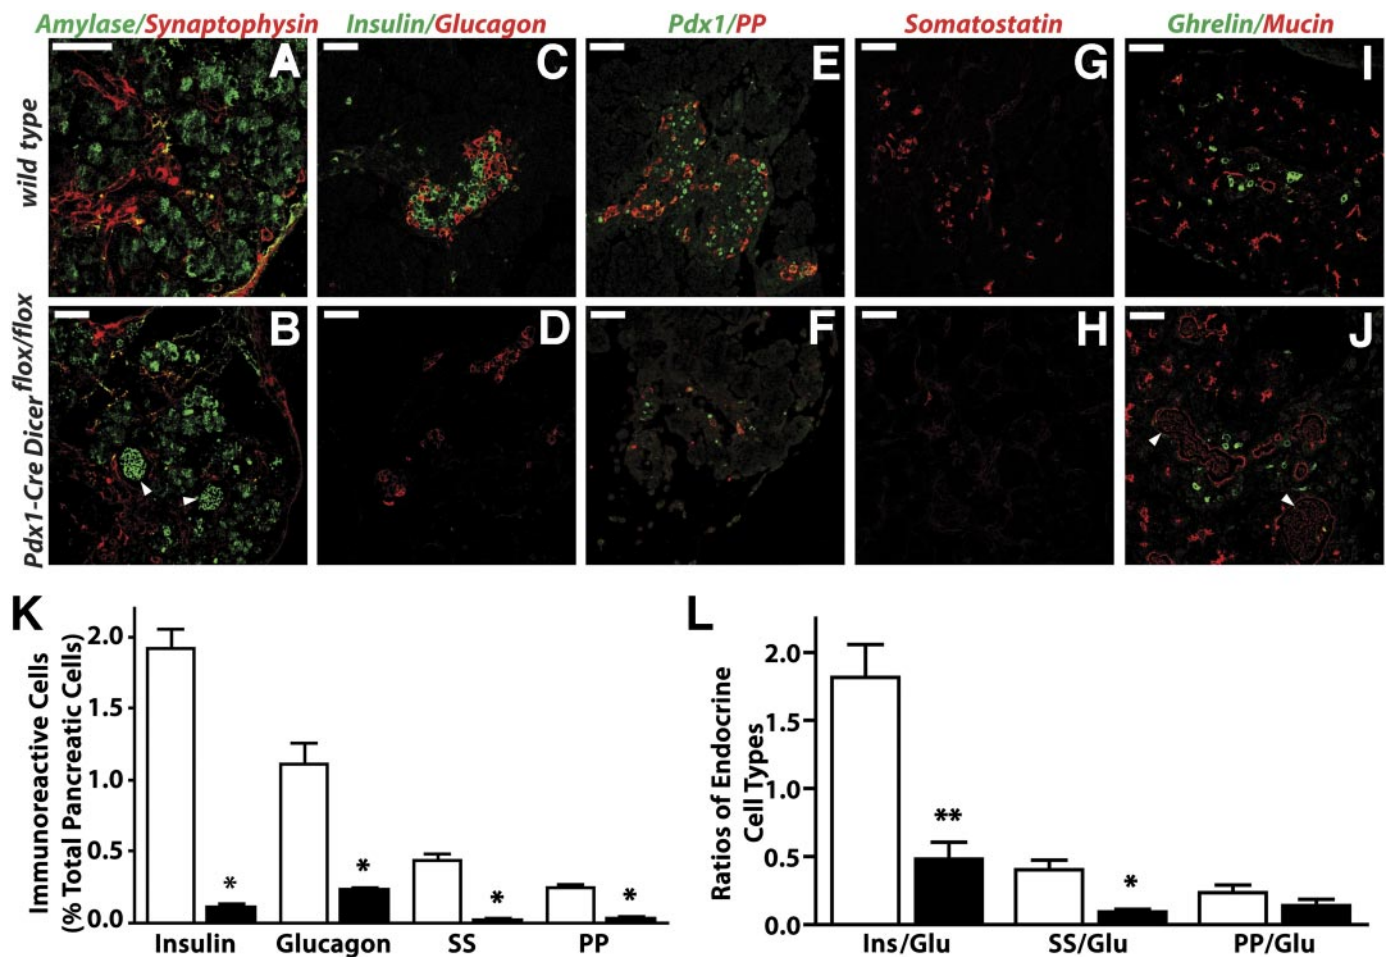 Amylase/Synaptophysin Insulin/Glucagon Pdx1/PP Somatostatin Ghrelin/Mucin
wild type
A C E G I
Pdx1-Cre Dicer flox/flox
B D F H J
K
Immunoreactive Cells
(% Total Pancreatic Cells)
2.0
1.5
1.0
0.5
0.0
* * * *
Insulin Glucagon SS PP
L
Ratios of Endocrine
Cell Types
2.0
1.5
1.0
0.5
0.0
** *
Ins/Glu SS/Glu PP/Glu